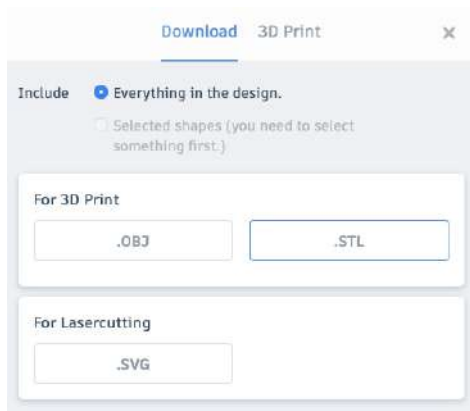 Download 3D Print ×
Include Everything in the design.
Selected shapes (you need to select
something first.)
For 3D Print
.OBJ .STL
For Lasercutting
.SVG